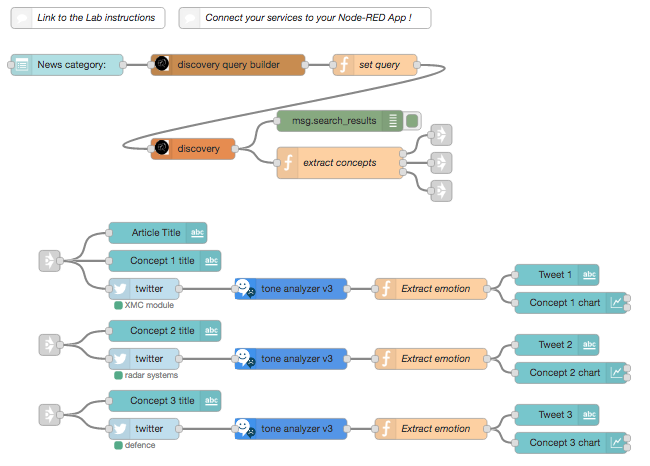 Link to the Lab instructions
Connect your services to your Node-RED App !
News category:
discovery query builder
set query
msg.search_results
discovery
extract concepts
Article Title
abc
Concept 1 title
abc
twitter
tone analyzer v3
Extract emotion
Tweet 1
abc
XMC module
Concept 1 chart
Concept 2 title
abc
twitter
tone analyzer v3
Extract emotion
Tweet 2
abc
radar systems
Concept 2 chart
Concept 3 title
abc
twitter
tone analyzer v3
Extract emotion
Tweet 3
abc
defence
Concept 3 chart